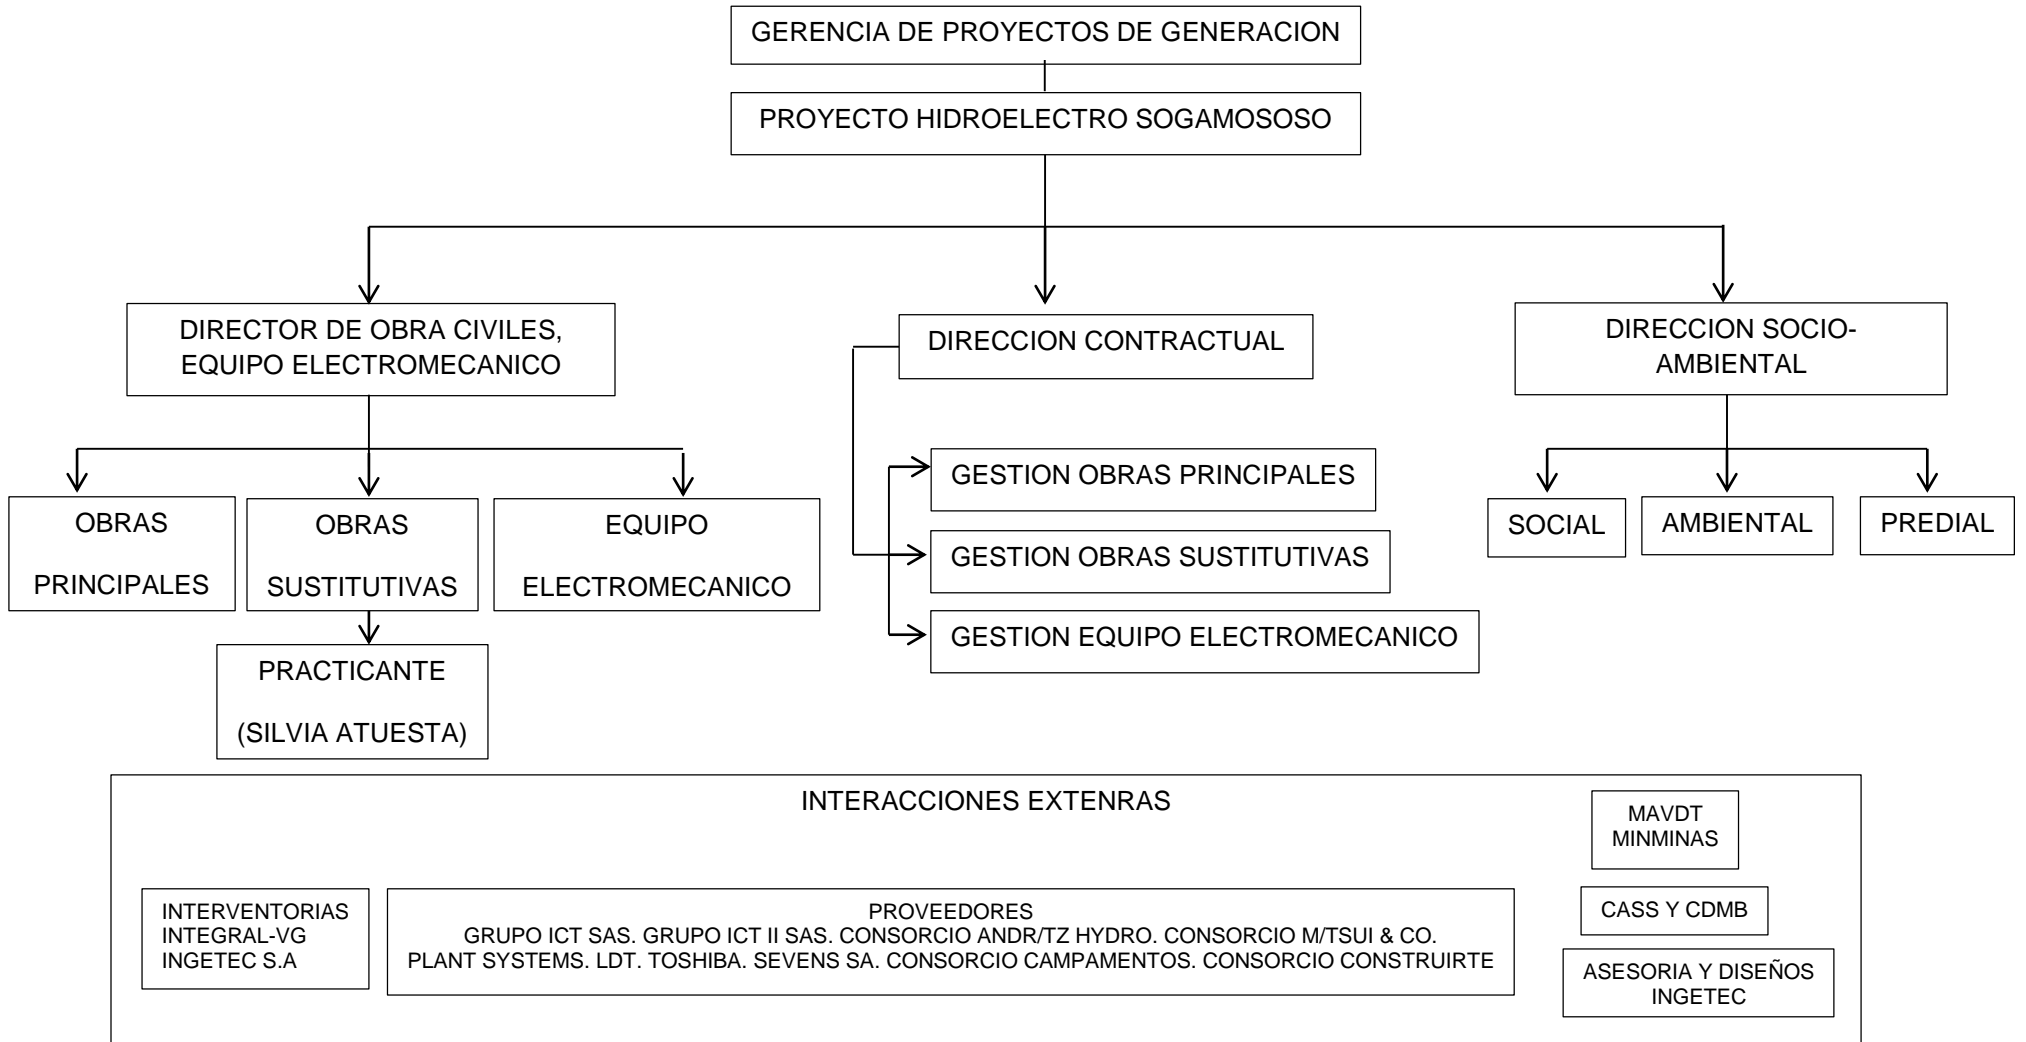 GERENCIA DE PROYECTOS DE GENERACION
PROYECTO HIDROELECTRO SOGAMOSOSO
DIRECTOR DE OBRA CIVILES,
EQUIPO ELECTROMECANICO
DIRECCION CONTRACTUAL
DIRECCION SOCIO-
AMBIENTAL
OBRAS
PRINCIPALES
OBRAS
SUSTITUTIVAS
EQUIPO
ELECTROMECANICO
PRACTICANTE
(SILVIA ATUESTA)
GESTION OBRAS PRINCIPALES
GESTION OBRAS SUSTITUTIVAS
GESTION EQUIPO ELECTROMECANICO
SOCIAL
AMBIENTAL
PREDIAL
INTERACCIONES EXTENRAS
INTERVENTORIAS
INTEGRAL-VG
INGETEC S.A
PROVEEDORES
GRUPO ICT SAS. GRUPO ICT II SAS. CONSORCIO ANDR/TZ HYDRO. CONSORCIO M/TSUI & CO.
PLANT SYSTEMS. LDT. TOSHIBA. SEVENS SA. CONSORCIO CAMPAMENTOS. CONSORCIO CONSTRUIRTE
MAVDT
MINMINAS
CASS Y CDMB
ASESORIA Y DISEÑOS
INGETEC